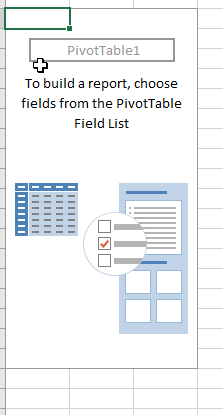 PivotTable1
To build a report, choose
fields from the PivotTable
Field List